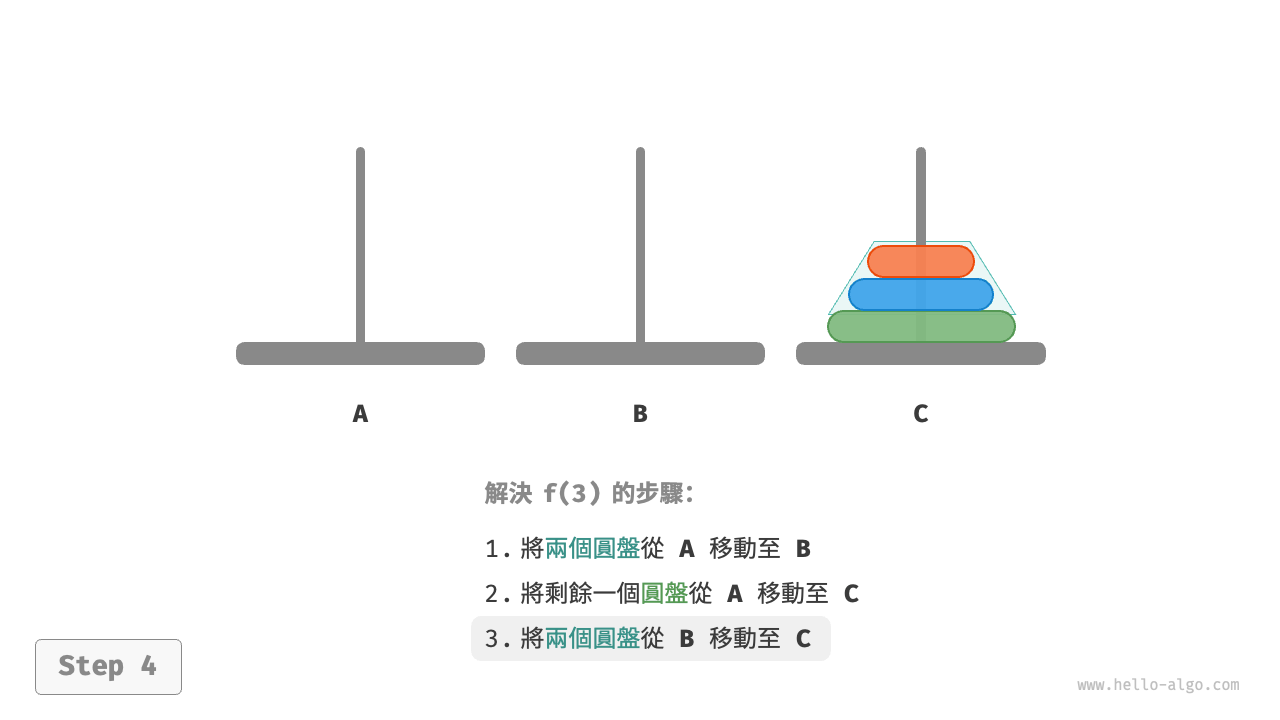 A B C
解決 f(3) 的步驟:
1. 將兩個圓盤從 A 移動至 B
2. 將剩餘一個圓盤從 A 移動至 C
3. 將兩個圓盤從 B 移動至 C
Step 4
www.hello-algo.com